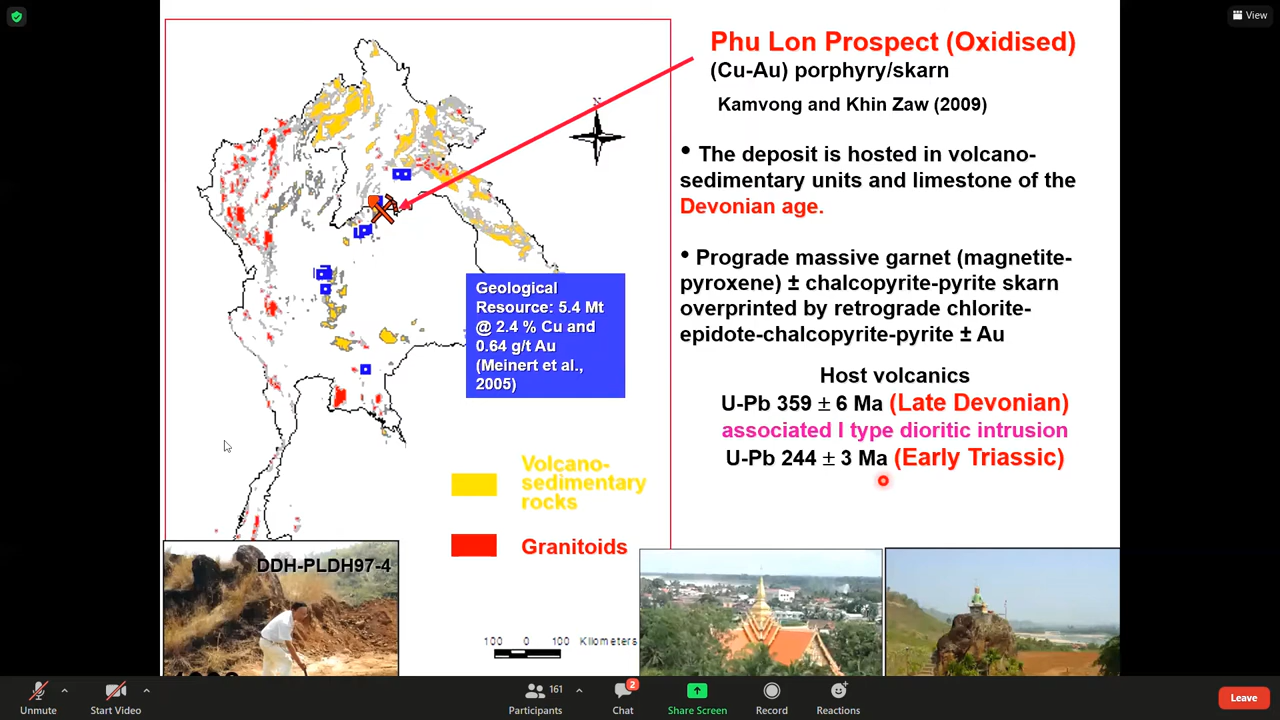 View
Phu Lon Prospect (Oxidised)
(Cu-Au) porphyry/skarn
Kamvong and Khin Zaw (2009)
N
• The deposit is hosted in volcano-
sedimentary units and limestone of the
Devonian age.
• Prograde massive garnet (magnetite-
pyroxene) ± chalcopyrite-pyrite skarn
overprinted by retrograde chlorite-
epidote-chalcopyrite-pyrite ± Au
Host volcanics
U-Pb 359 ± 6 Ma (Late Devonian)
associated I type dioritic intrusion
U-Pb 244 ± 3 Ma (Early Triassic)
Geological
Resource: 5.4 Mt
@ 2.4 % Cu and
0.64 g/t Au
(Meinert et al.,
2005)
Volcano-
sedimentary
rocks
Granitoids
DDH-PLDH97-4
100 0 100 Kilometers
Unmute
Start Video
161
Participants
2
Chat
Share Screen
Record
Reactions
Leave